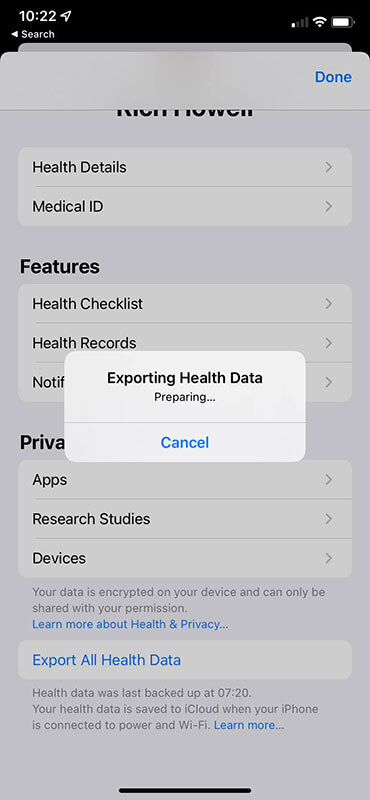 10:22
Search
Done
Rich Howell
Health Details
Medical ID
Features
Health Checklist
Health Records
Notif
Exporting Health Data
Preparing...
Cancel
Priva
Apps
Research Studies
Devices
Your data is encrypted on your device and can only be
shared with your permission.
Learn more about Health & Privacy...
Export All Health Data
Health data was last backed up at 07:20.
Your health data is saved to iCloud when your iPhone
is connected to power and Wi-Fi. Learn more...